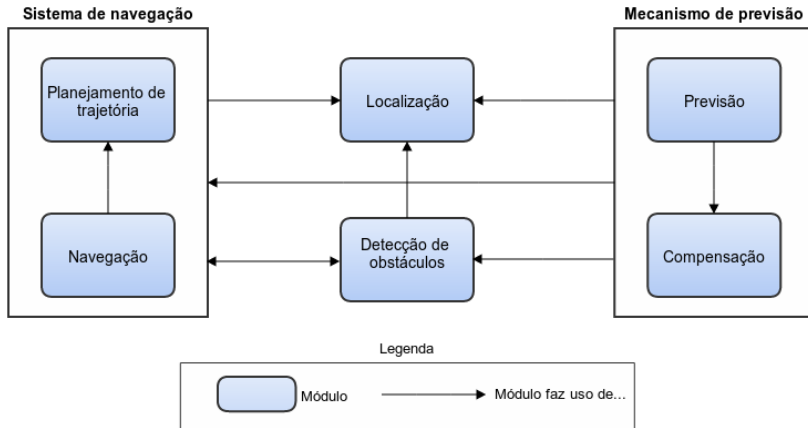 Sistema de navegação
Mecanismo de previsão
Planejamento de
trajetória
Localização
Previsão
Navegação
Detecção de
obstáculos
Compensação
Legenda
Módulo
Módulo faz uso de...